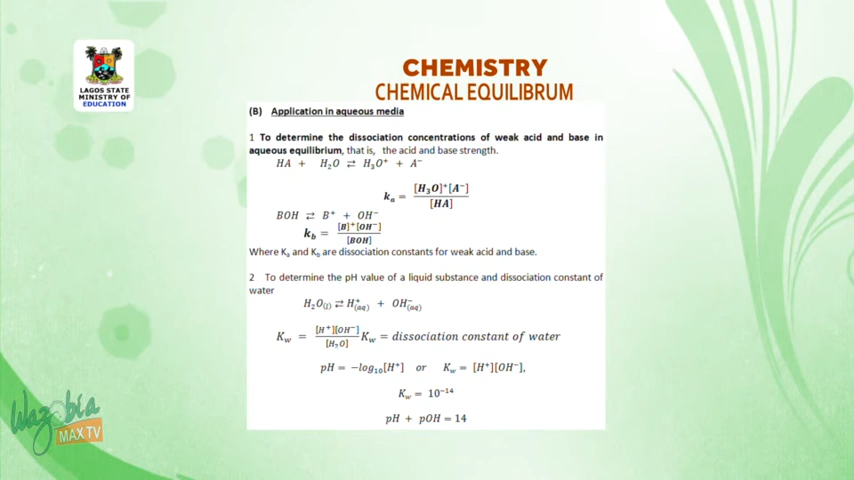 LAGOS STATE
MINISTRY OF
EDUCATION
CHEMISTRY
CHEMICAL EQUILIBRUM
(B) Application in aqueous media
1 To determine the dissociation concentrations of weak acid and base in
aqueous equilibrium, that is, the acid and base strength.
HA + H₂O ⇄ H₃O⁺ + A⁻
kₐ = [H₃O]⁺[A⁻] / [HA]
BOH ⇄ B⁺ + OH⁻
k_b = [B]⁺[OH⁻] / [BOH]
Where Kₐ and K_b are dissociation constants for weak acid and base.
2 To determine the pH value of a liquid substance and dissociation constant of
water
H₂O(l) ⇄ H⁺(aq) + OH⁻(aq)
K_w = [H⁺][OH⁻] / [H₂O] K_w = dissociation constant of water
pH = −log₁₀[H⁺] or K_w = [H⁺][OH⁻],
K_w = 10⁻¹⁴
pH + pOH = 14
Wazobia
MAX TV